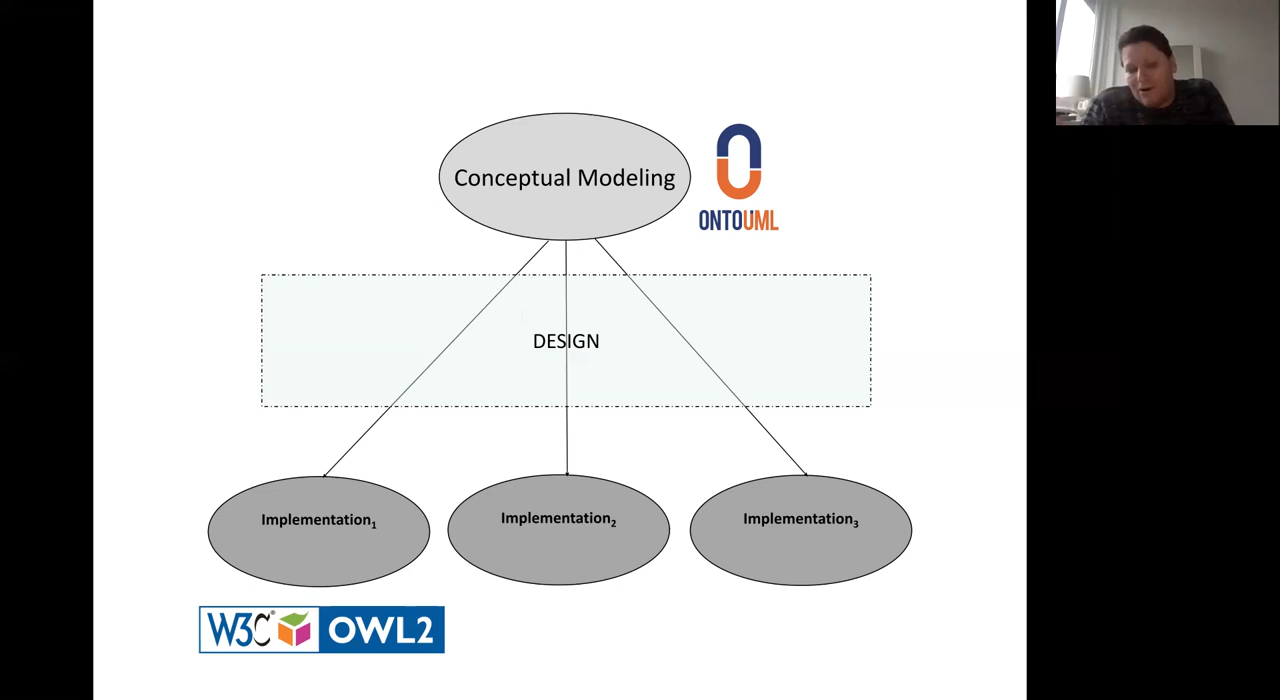 Conceptual Modeling
ONTOUML
DESIGN
Implementation1
Implementation2
Implementation3
W3C® OWL2